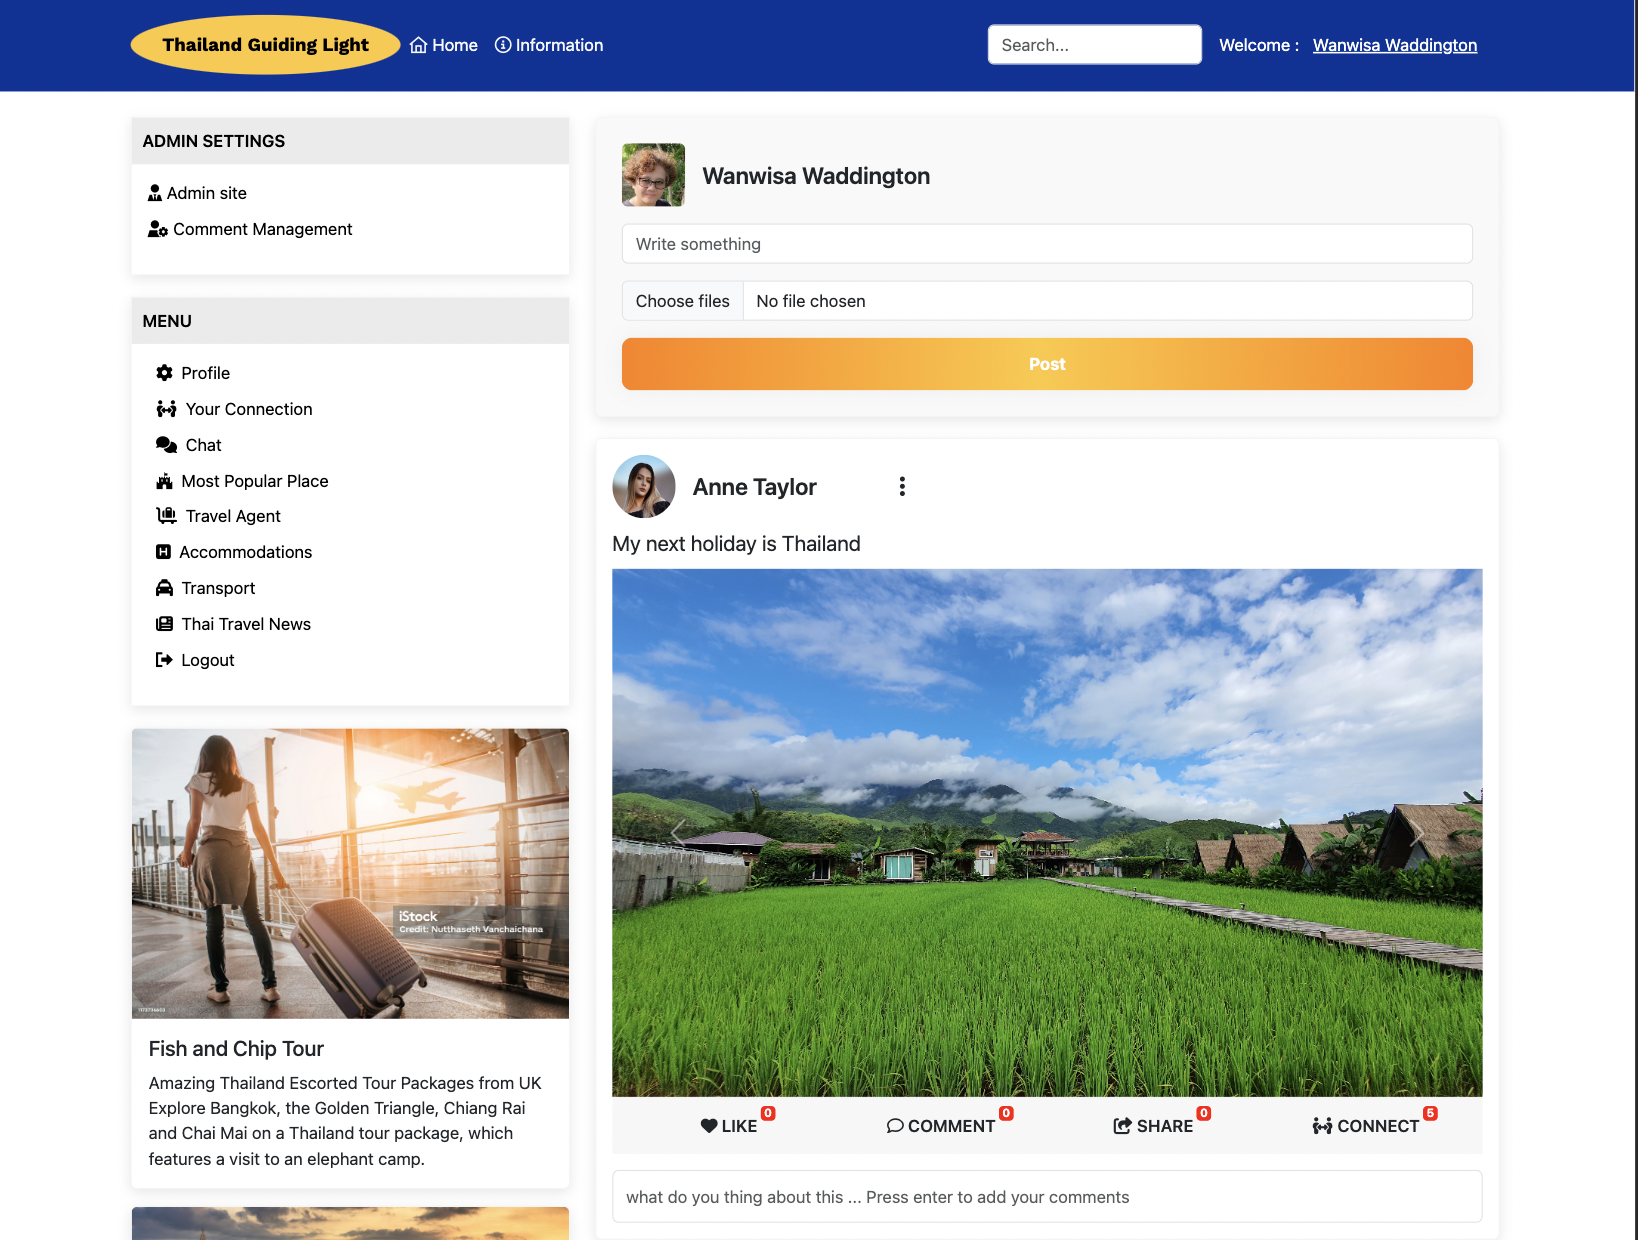 Thailand Guiding Light
Home
Information
Search...
Welcome :
Wanwisa Waddington
ADMIN SETTINGS
Admin site
Comment Management
MENU
Profile
Your Connection
Chat
Most Popular Place
Travel Agent
Accommodations
Transport
Thai Travel News
Logout
iStock
Credit: Nutthaseth Vanchaichana
Fish and Chip Tour
Amazing Thailand Escorted Tour Packages from UK
Explore Bangkok, the Golden Triangle, Chiang Rai
and Chai Mai on a Thailand tour package, which
features a visit to an elephant camp.
Wanwisa Waddington
Write something
Choose files No file chosen
Post
Anne Taylor
My next holiday is Thailand
LIKE 0
COMMENT 0
SHARE 0
CONNECT 5
what do you thing about this ... Press enter to add your comments